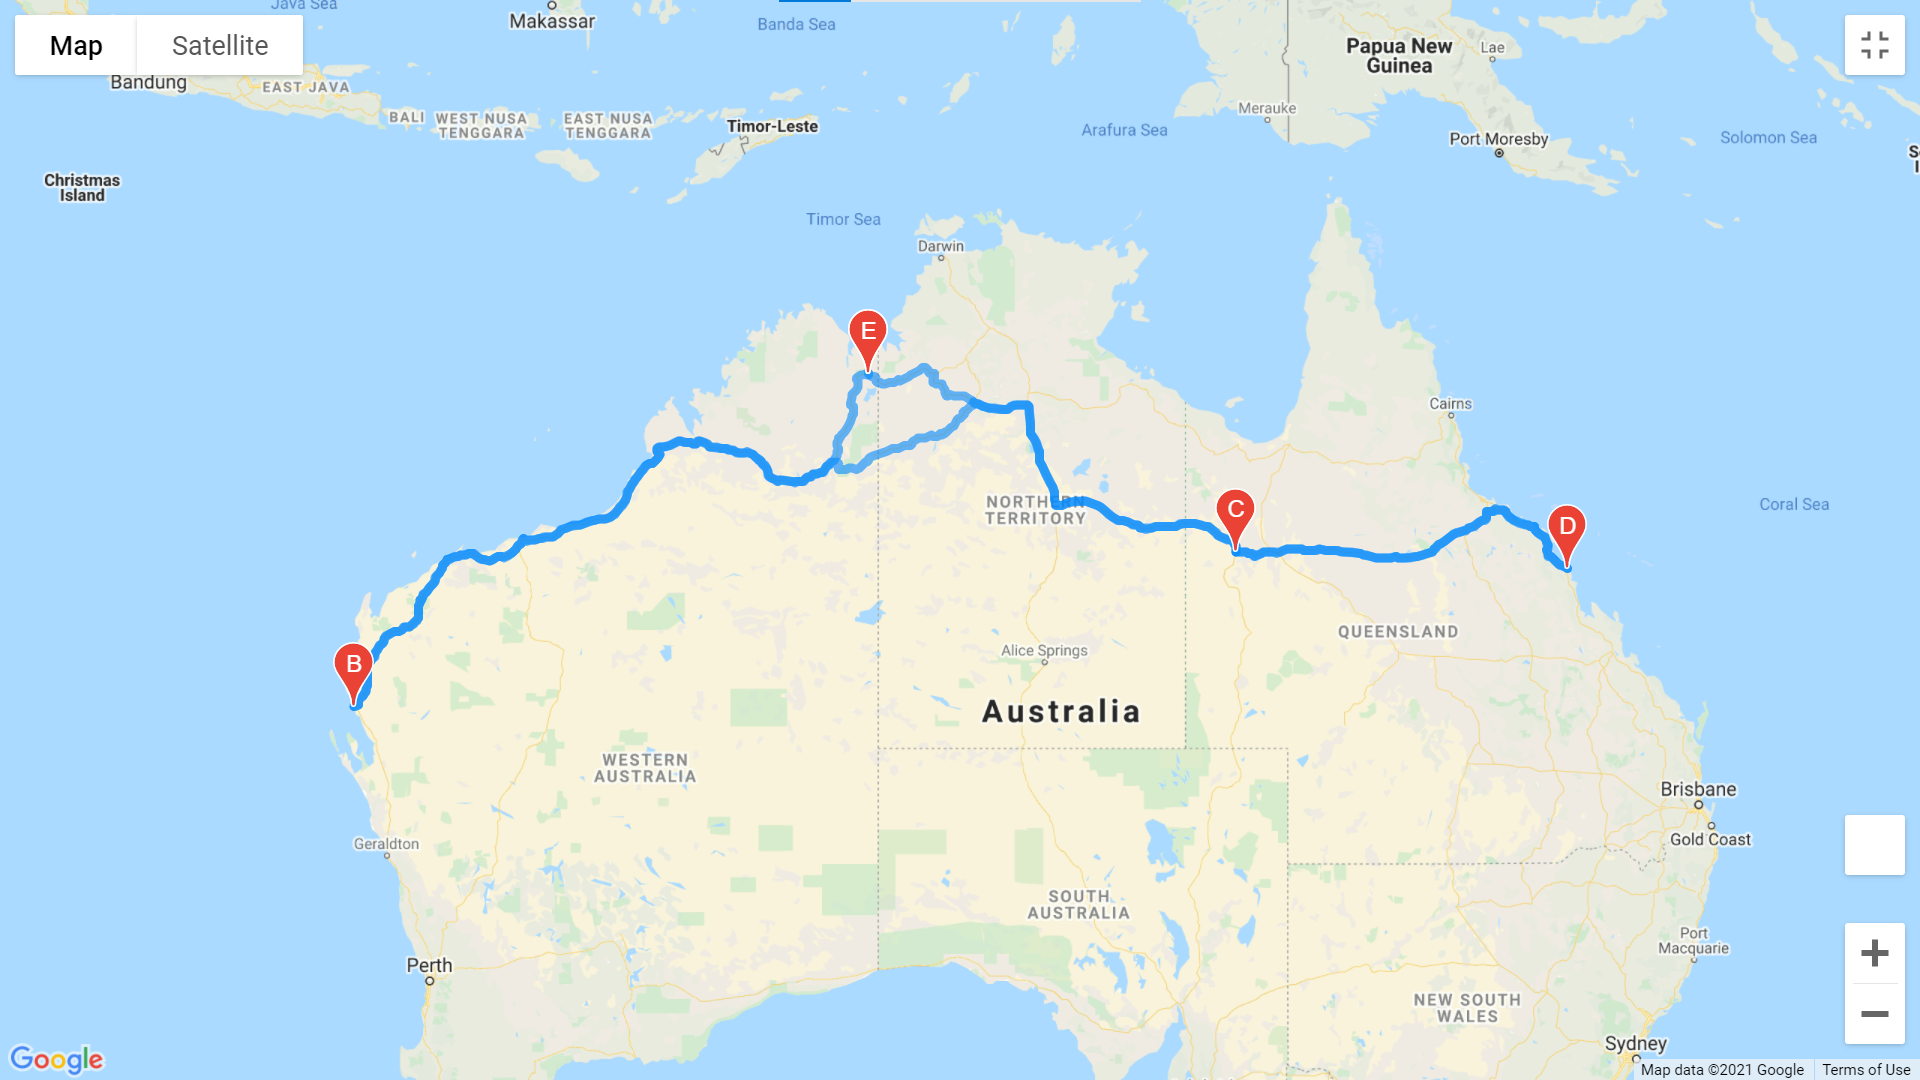 Java Sea
Makassar
Banda Sea
Papua New
Guinea
Lae
Map
Satellite
Bandung
EAST JAVA
BALI
WEST NUSA
TENGGARA
EAST NUSA
TENGGARA
Timor-Leste
Merauke
Arafura Sea
Port Moresby
Solomon Sea
Christmas
Island
Timor Sea
Darwin
E
Cairns
NORTHERN
TERRITORY
C
D
Coral Sea
B
QUEENSLAND
Alice Springs
Australia
WESTERN
AUSTRALIA
Brisbane
Gold Coast
Geraldton
SOUTH
AUSTRALIA
Port
Macquarie
Perth
NEW SOUTH
WALES
Sydney
Google
Map data ©2021 Google
Terms of Use